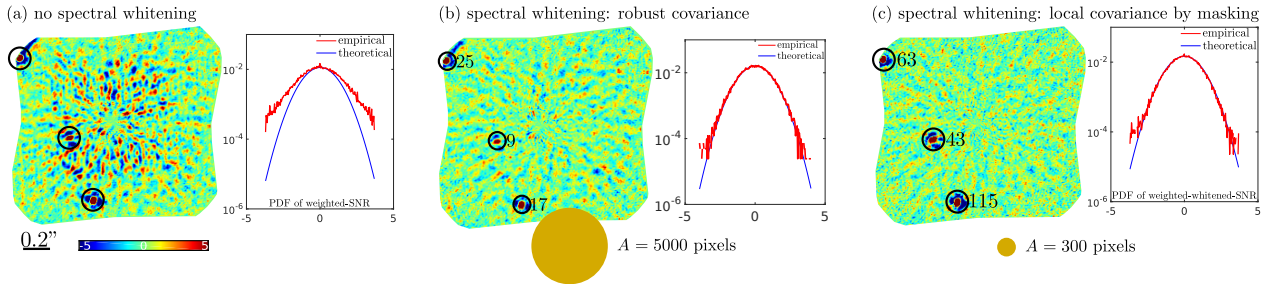 (a) no spectral whitening
empirical
theoretical
10-2
10-4
10-6
PDF of weighted-SNR
-5 0 5
0.2”
-5 0 5
(b) spectral whitening: robust covariance
25
9
17
empirical
theoretical
10-2
10-4
10-6
-5 0 5
A = 5000 pixels
(c) spectral whitening: local covariance by masking
63
43
115
empirical
theoretical
10-2
10-4
10-6
PDF of weighted-whitened-SNR
-5 0 5
A = 300 pixels